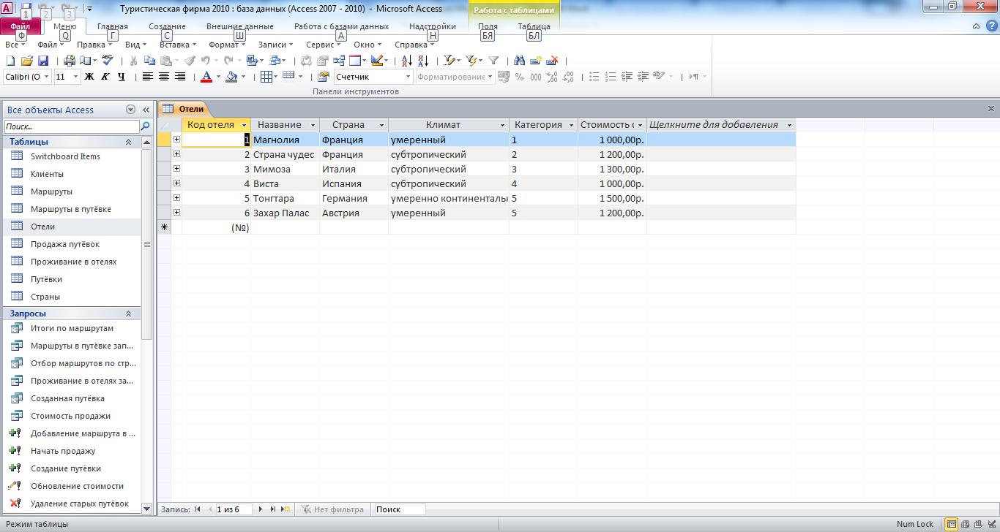 Туристическая фирма 2010 : база данных (Access 2007 - 2010) - Microsoft Access
Работа с таблицами
1 2 3
Файл Меню Главная Создание Внешние данные Работа с базами данных Надстройки Поля Таблица
Ф Q Г С Ш А Н БЯ БЛ
Все Файл Правка Вид Вставка Формат Записи Сервис Окно Справка
Calibri (О 11 Ж К Ч Счетчик Форматирование % 000
Панели инструментов
Все объекты Access
Поиск...
Таблицы
Switchboard Items
Клиенты
Маршруты
Маршруты в путёвке
Отели
Продажа путёвок
Проживание в отелях
Путёвки
Страны
Запросы
Итоги по маршрутам
Маршруты в путёвке зап...
Отбор маршрутов по стр...
Проживание в отелях за...
Созданная путёвка
Стоимость продажи
Добавление маршрута в ...
Начать продажу
Создание путёвки
Обновление стоимости
Удаление старых путёвок
Отели
Код отеля Название Страна Климат Категория Стоимость с Щелкните для добавления
1 Магнолия Франция умеренный 1 1 000,00р.
2 Страна чудес Франция субтропический 2 1 200,00р.
3 Мимоза Италия субтропический 3 1 300,00р.
4 Виста Испания субтропический 4 1 000,00р.
5 Тонгтара Германия умеренно континентальн 5 1 500,00р.
6 Захар Палас Австрия умеренный 5 1 200,00р.
(№)
Запись: 1 из 6 Нет фильтра Поиск
Режим таблицы Num Lock